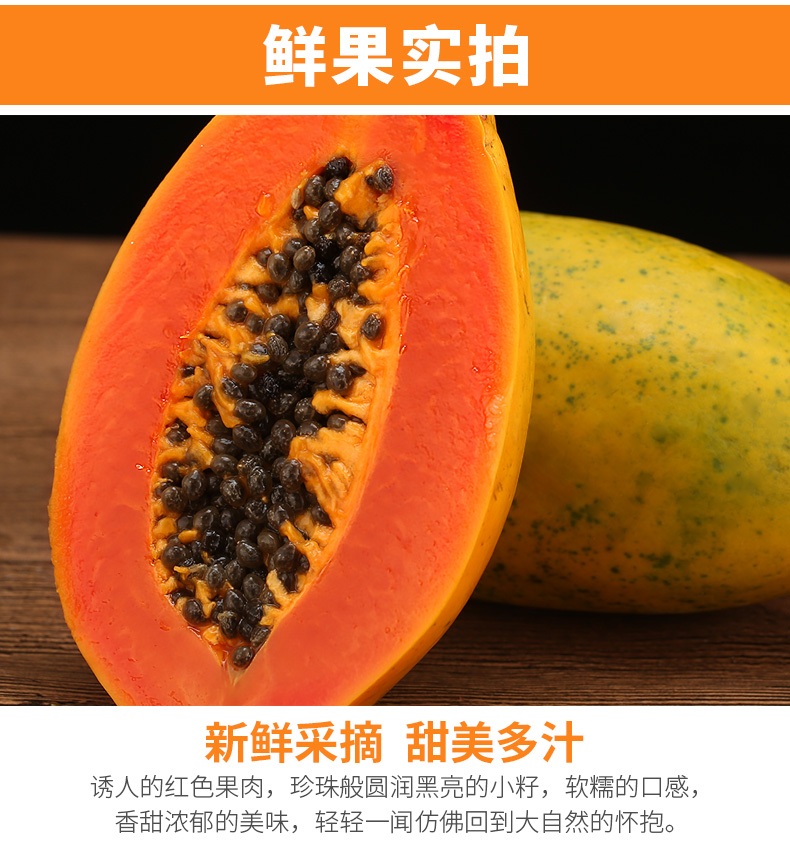 鲜果实拍
新鲜采摘 甜美多汁
诱人的红色果肉，珍珠般圆润黑亮的小籽，软糯的口感，
香甜浓郁的美味，轻轻一闻仿佛回到大自然的怀抱。